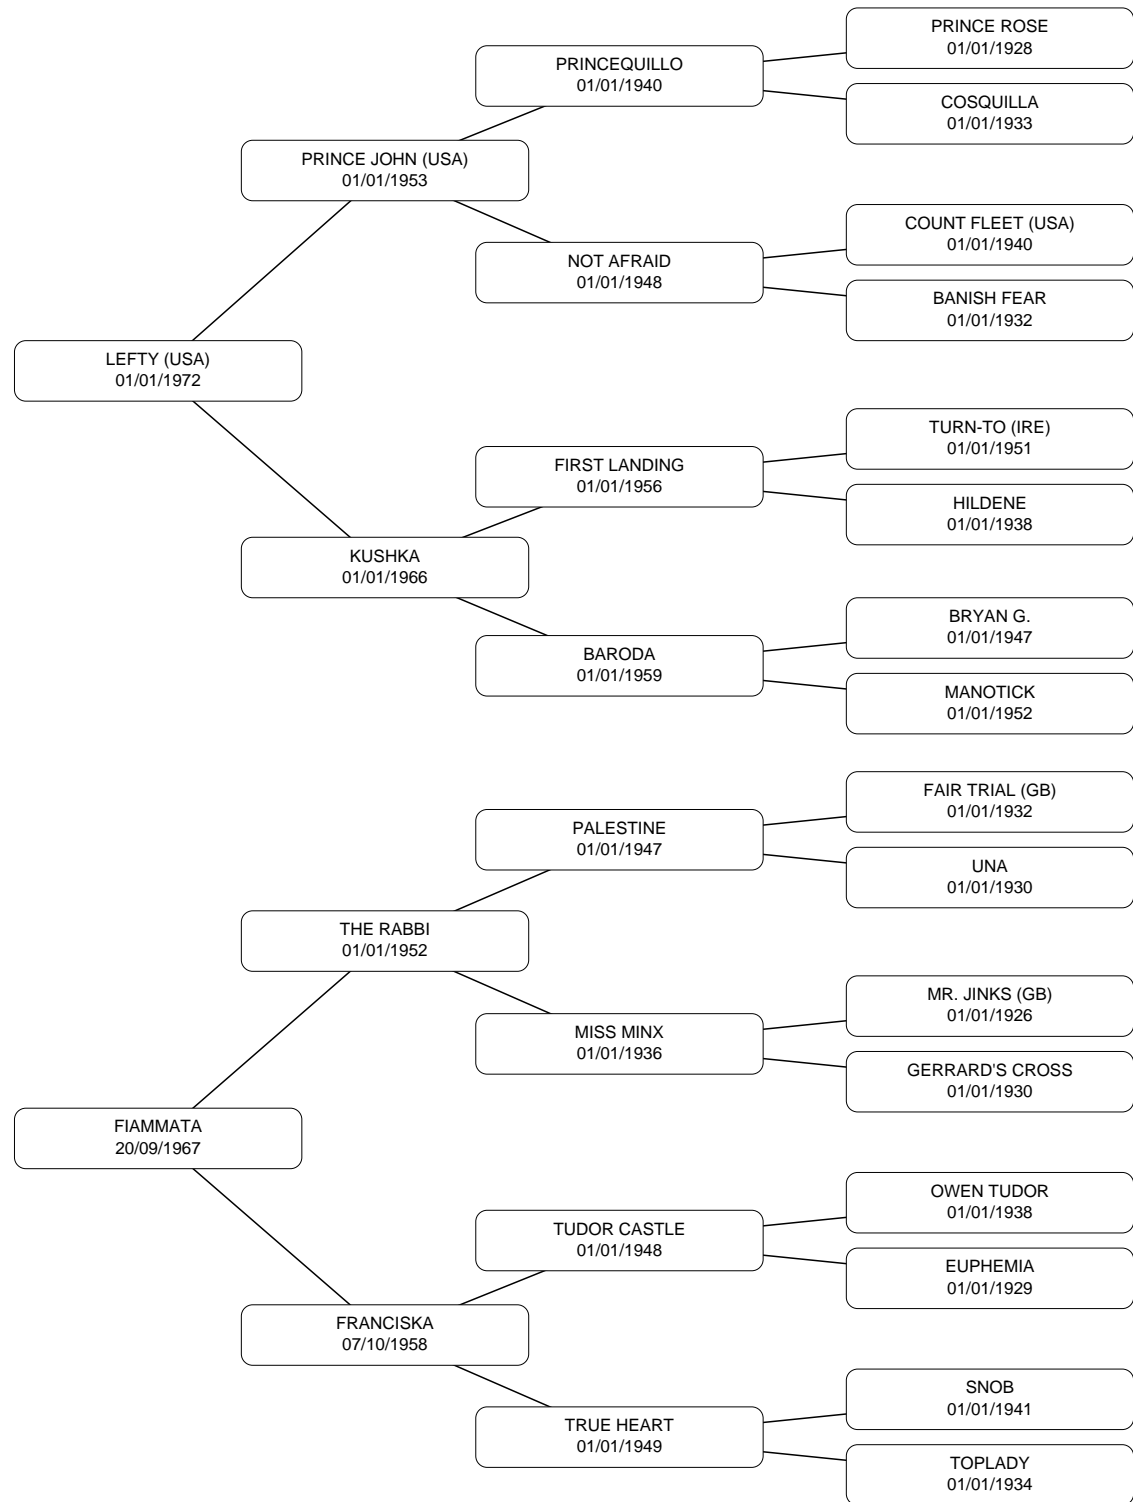 PRINCE ROSE
01/01/1928
PRINCEQUILLO
01/01/1940
COSQUILLA
01/01/1933
PRINCE JOHN (USA)
01/01/1953
COUNT FLEET (USA)
01/01/1940
NOT AFRAID
01/01/1948
BANISH FEAR
01/01/1932
LEFTY (USA)
01/01/1972
TURN-TO (IRE)
01/01/1951
FIRST LANDING
01/01/1956
HILDENE
01/01/1938
KUSHKA
01/01/1966
BRYAN G.
01/01/1947
BARODA
01/01/1959
MANOTICK
01/01/1952
FAIR TRIAL (GB)
01/01/1932
PALESTINE
01/01/1947
UNA
01/01/1930
THE RABBI
01/01/1952
MR. JINKS (GB)
01/01/1926
MISS MINX
01/01/1936
GERRARD'S CROSS
01/01/1930
FIAMMATA
20/09/1967
OWEN TUDOR
01/01/1938
TUDOR CASTLE
01/01/1948
EUPHEMIA
01/01/1929
FRANCISKA
07/10/1958
SNOB
01/01/1941
TRUE HEART
01/01/1949
TOPLADY
01/01/1934